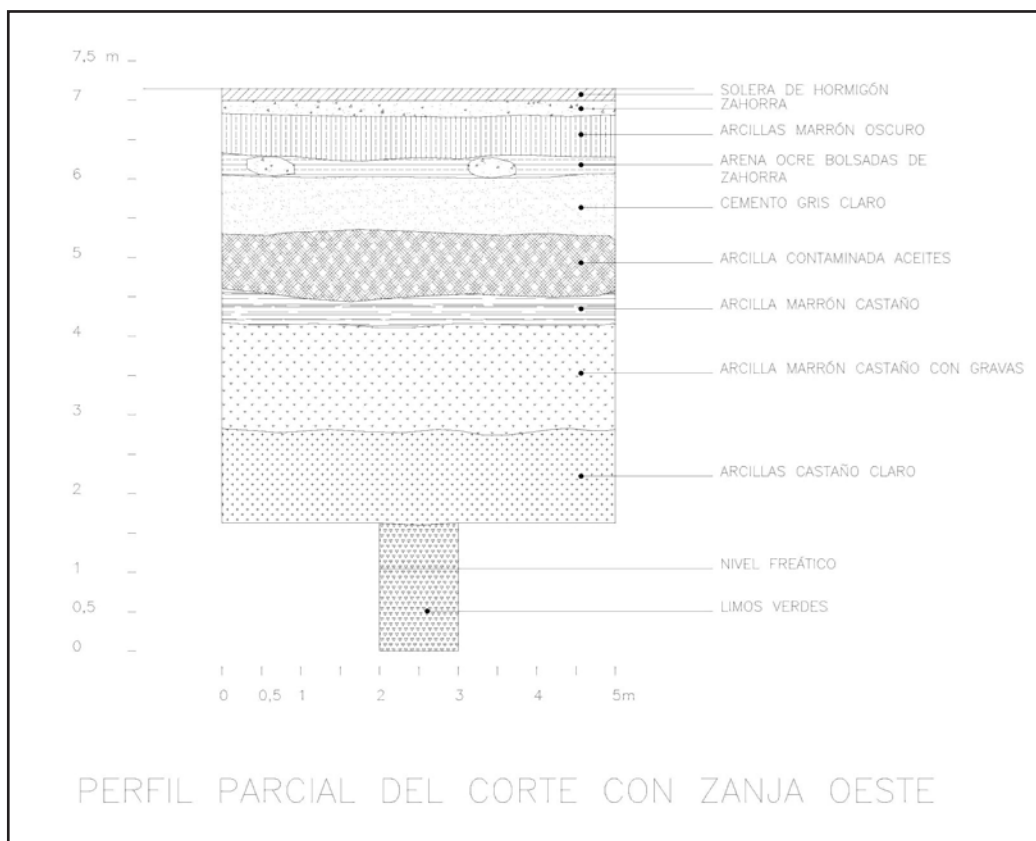 7,5 m
7
6
5
4
3
2
1
0,5
0
SOLERA DE HORMIGÓN
ZAHORRA
ARCILLAS MARRÓN OSCURO
ARENA OCRE BOLSADAS DE
ZAHORRA
CEMENTO GRIS CLARO
ARCILLA CONTAMINADA ACEITES
ARCILLA MARRÓN CASTAÑO
ARCILLA MARRÓN CASTAÑO CON GRAVAS
ARCILLAS CASTAÑO CLARO
NIVEL FREÁTICO
LIMOS VERDES
0 0,5 1 2 3 4 5m
PERFIL PARCIAL DEL CORTE CON ZANJA OESTE